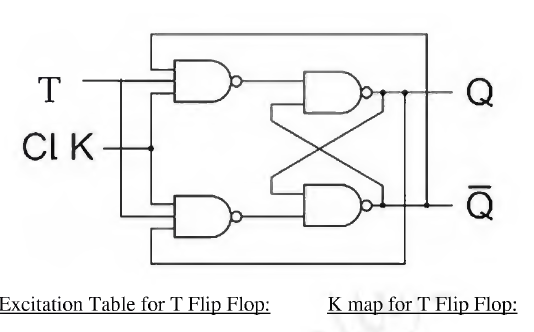 T
Q
Cl K
Q̅
Excitation Table for T Flip Flop:
K map for T Flip Flop: